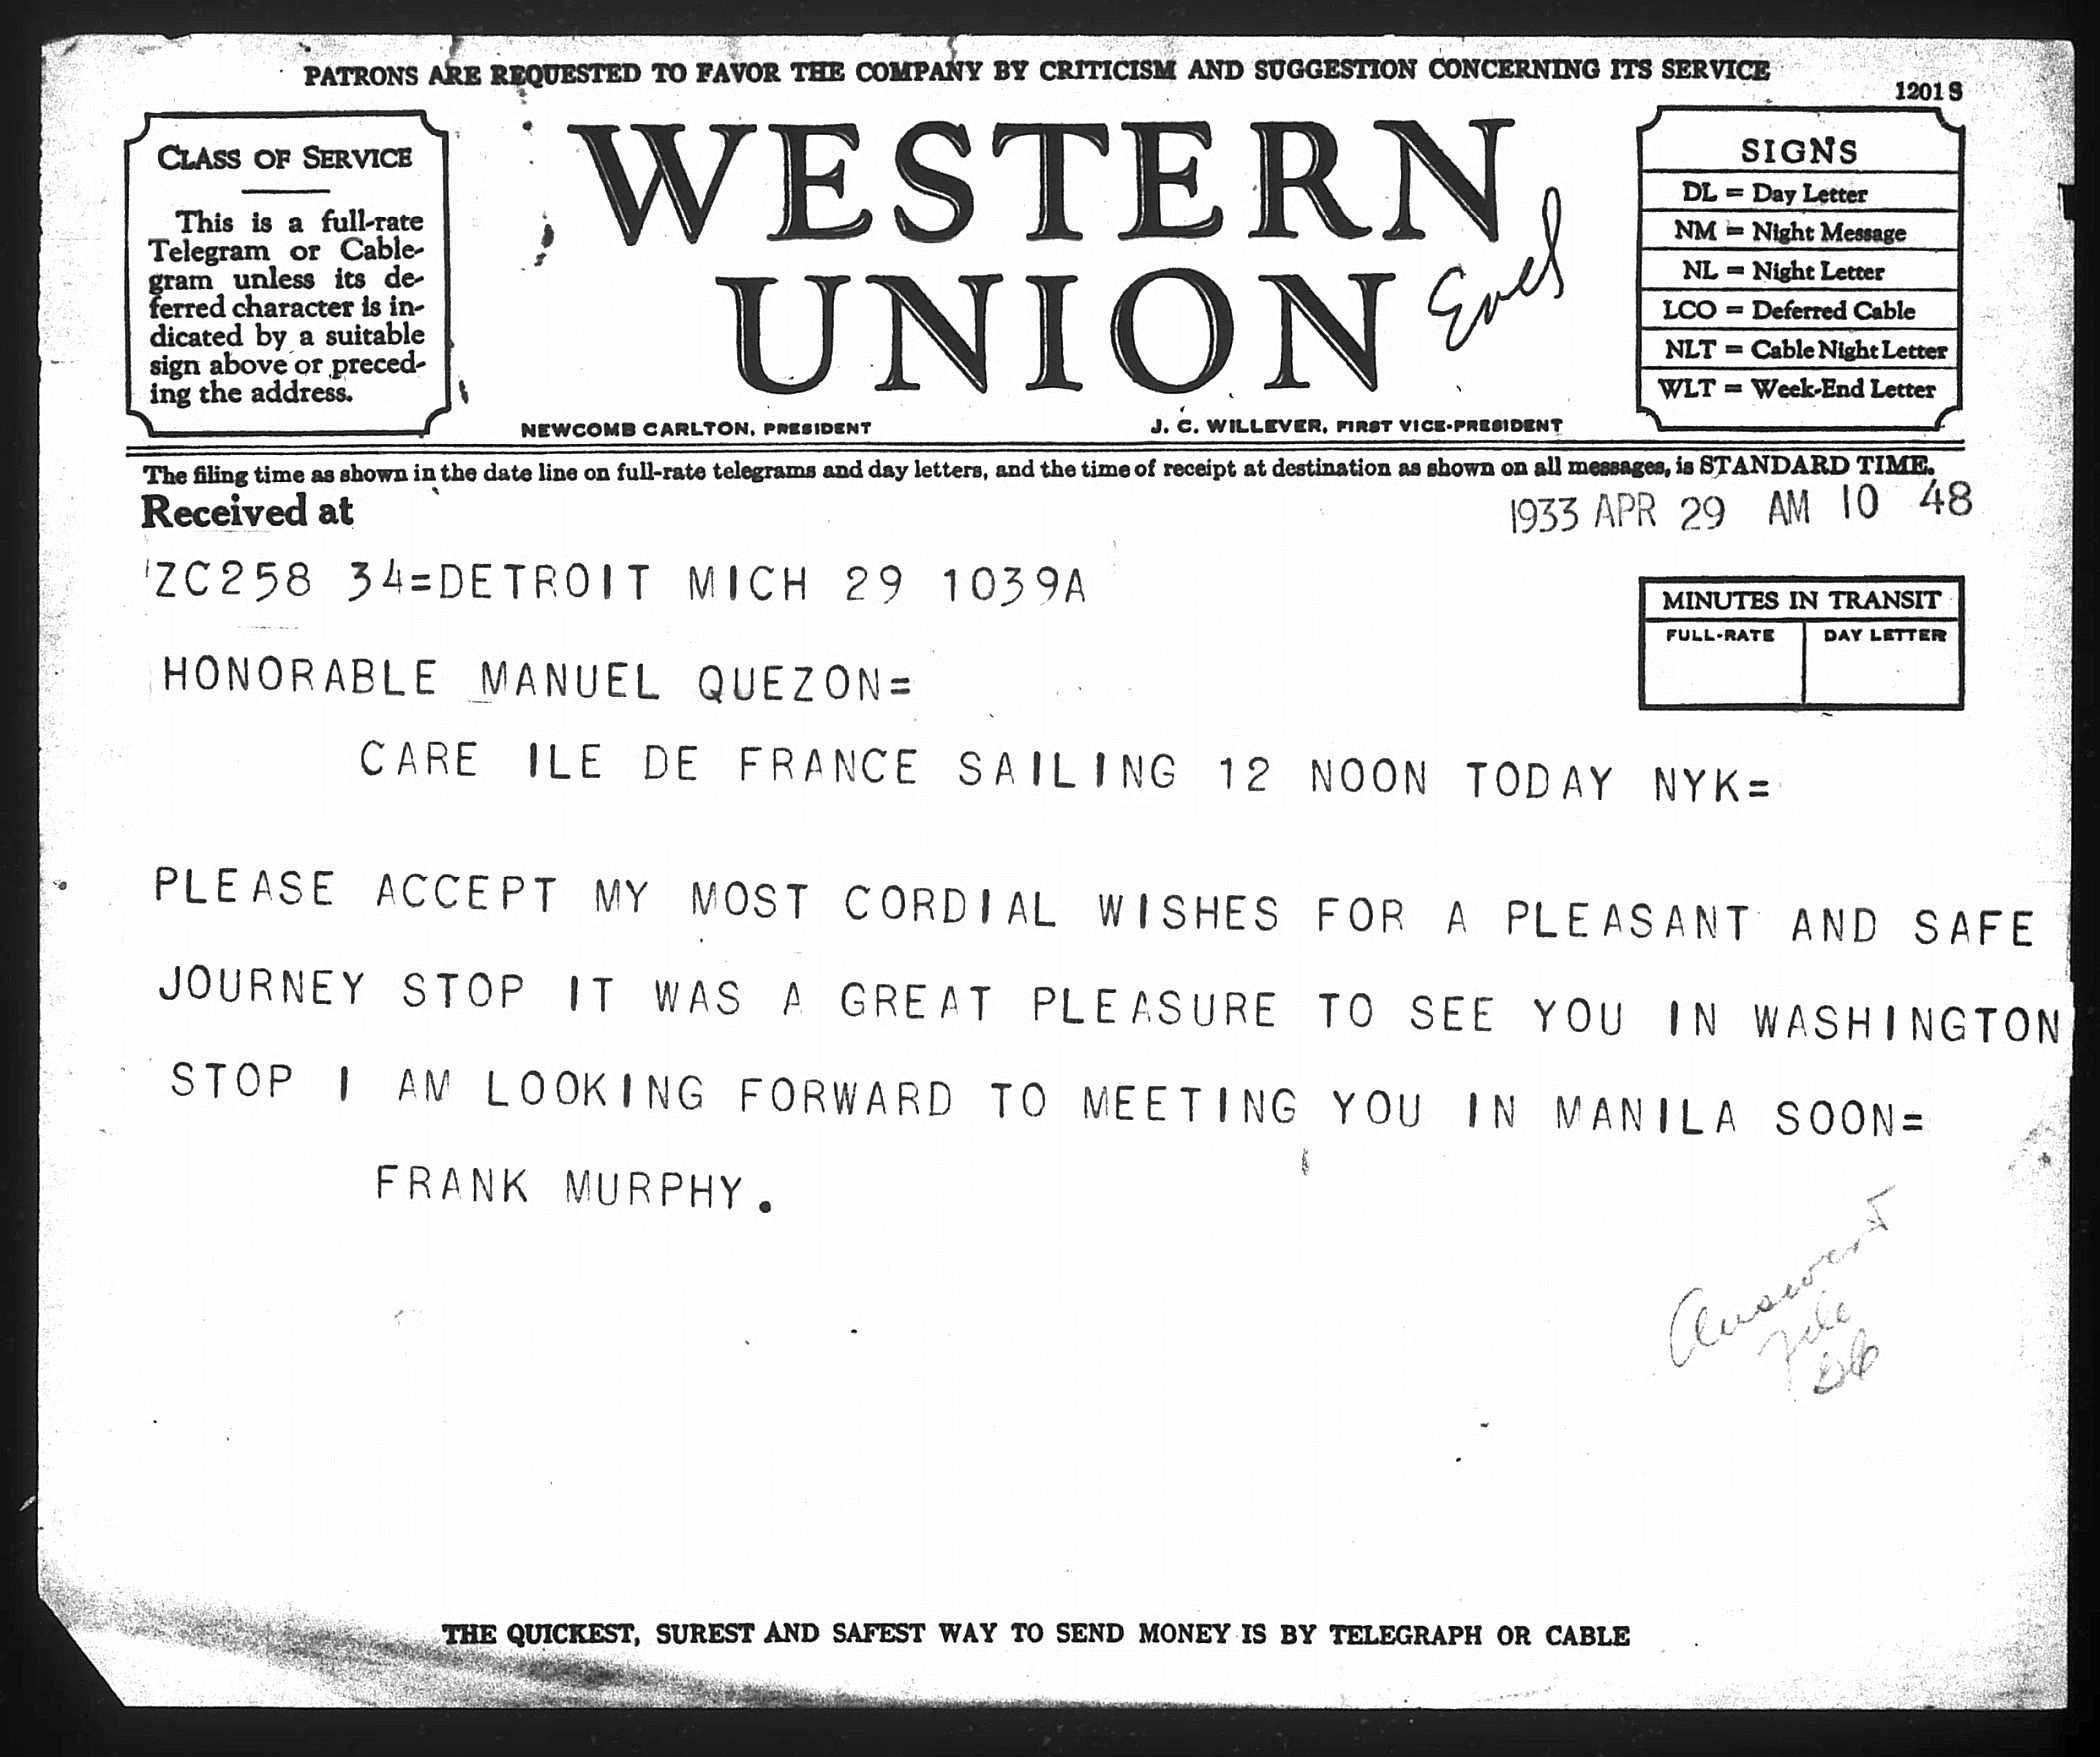 PATRONS ARE REQUESTED TO FAVOR THE COMPANY BY CRITICISM AND SUGGESTION CONCERNING ITS SERVICE
1201 S
CLASS OF SERVICE
This is a full-rate
Telegram or Cable-
gram unless its de-
ferred character is in-
dicated by a suitable
sign above or preced-
ing the address.
WESTERN
UNION
NEWCOMB CARLTON, PRESIDENT
J. C. WILLEVER, FIRST VICE-PRESIDENT
SIGNS
DL = Day Letter
NM = Night Message
NL = Night Letter
LCO = Deferred Cable
NLT = Cable Night Letter
WLT = Week-End Letter
The filing time as shown in the date line on full-rate telegrams and day letters, and the time of receipt at destination as shown on all messages, is STANDARD TIME.
Received at
1933 APR 29 AM 10 48
ZC258 34=DETROIT MICH 29 1039A
MINUTES IN TRANSIT
FULL-RATE DAY LETTER
HONORABLE MANUEL QUEZON=
CARE ILE DE FRANCE SAILING 12 NOON TODAY NYK=
PLEASE ACCEPT MY MOST CORDIAL WISHES FOR A PLEASANT AND SAFE
JOURNEY STOP IT WAS A GREAT PLEASURE TO SEE YOU IN WASHINGTON
STOP I AM LOOKING FORWARD TO MEETING YOU IN MANILA SOON=
FRANK MURPHY.
file
THE QUICKEST, SUREST AND SAFEST WAY TO SEND MONEY IS BY TELEGRAPH OR CABLE